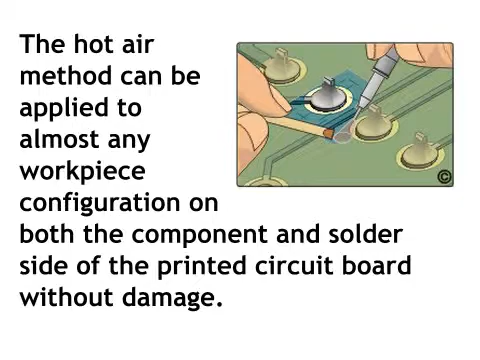 The hot air
method can be
applied to
almost any
workpiece
configuration on
both the component and solder
side of the printed circuit board
without damage.
©